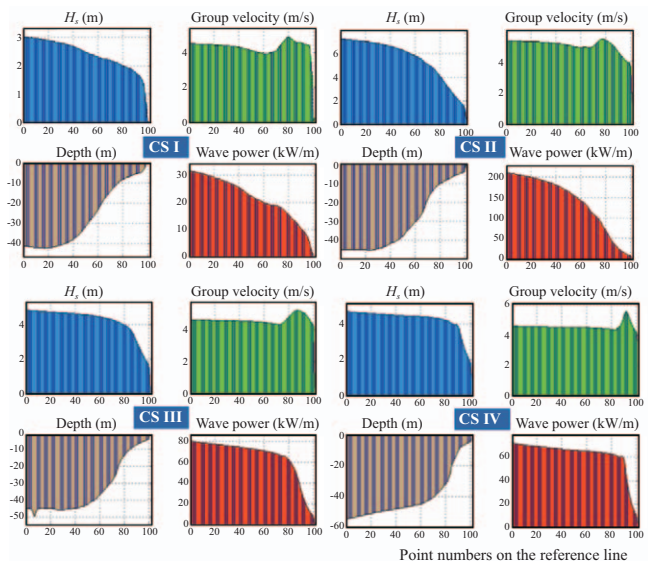 Hs (m) Group velocity (m/s) Hs (m) Group velocity (m/s)
3 2 1 0
4 2 0
6 4 2 0
4 2 0
0 20 40 60 80 100 0 20 40 60 80 100 0 20 40 60 80 100 0 20 40 60 80 100
CS I CS II
Depth (m) Wave power (kW/m) Depth (m) Wave power (kW/m)
0 -10 -20 -30 -40
30 20 10 0
0 -10 -20 -30 -40
200 150 100 50 0
0 20 40 60 80 100 0 20 40 60 80 100 0 20 40 60 80 100 0 20 40 60 80 100
Hs (m) Group velocity (m/s) Hs (m) Group velocity (m/s)
4 2 0
4 2 0
4 2 0
6 4 2 0
0 20 40 60 80 100 0 20 40 60 80 100 0 20 40 60 80 100 0 20 40 60 80 100
CS III CS IV
Depth (m) Wave power (kW/m) Depth (m) Wave power (kW/m)
0 -10 -20 -30 -40 -50
80 60 40 20 0
0 -20 -40 -60
60 40 20 0
0 20 40 60 80 100 0 20 40 60 80 100 0 20 40 60 80 100 0 20 40 60 80 100
Point numbers on the reference line